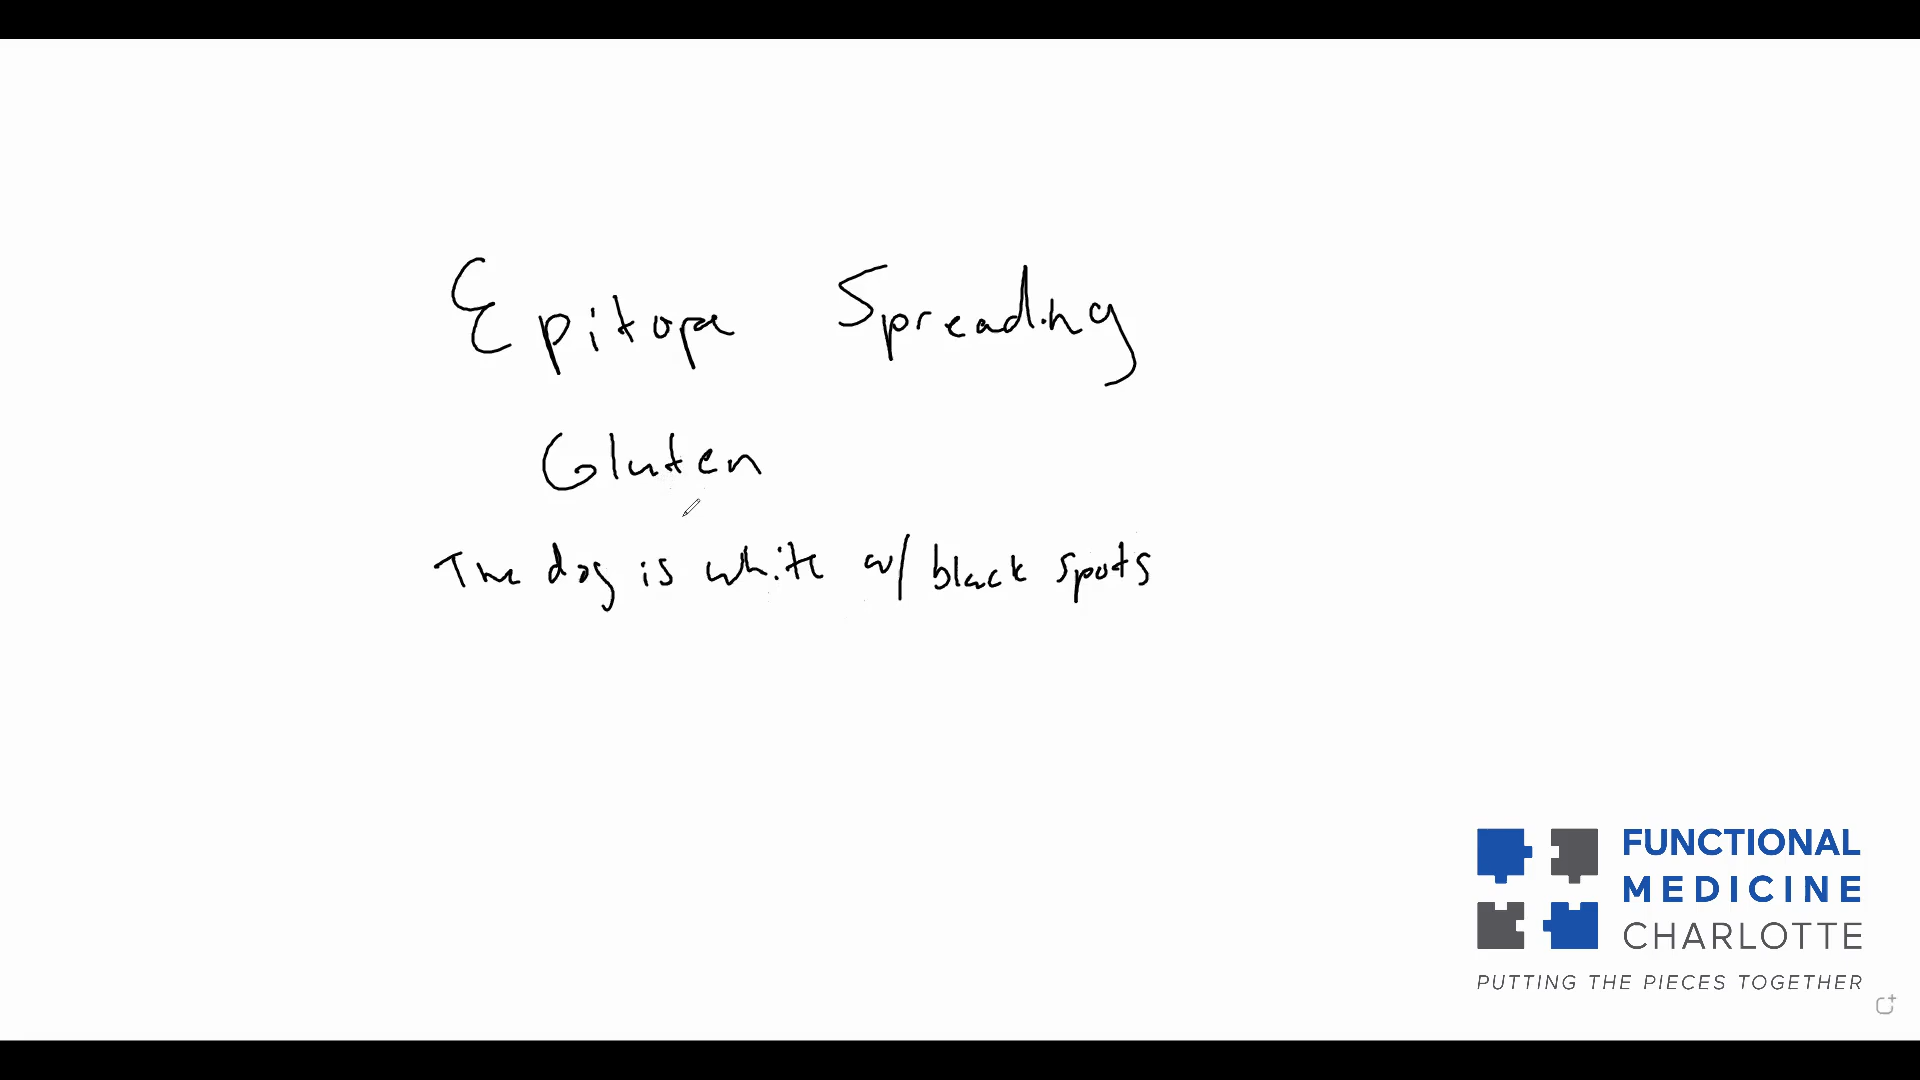 Epitope Spreading
Gluten
The dog is white w/ black spots
FUNCTIONAL
MEDICINE
CHARLOTTE
PUTTING THE PIECES TOGETHER